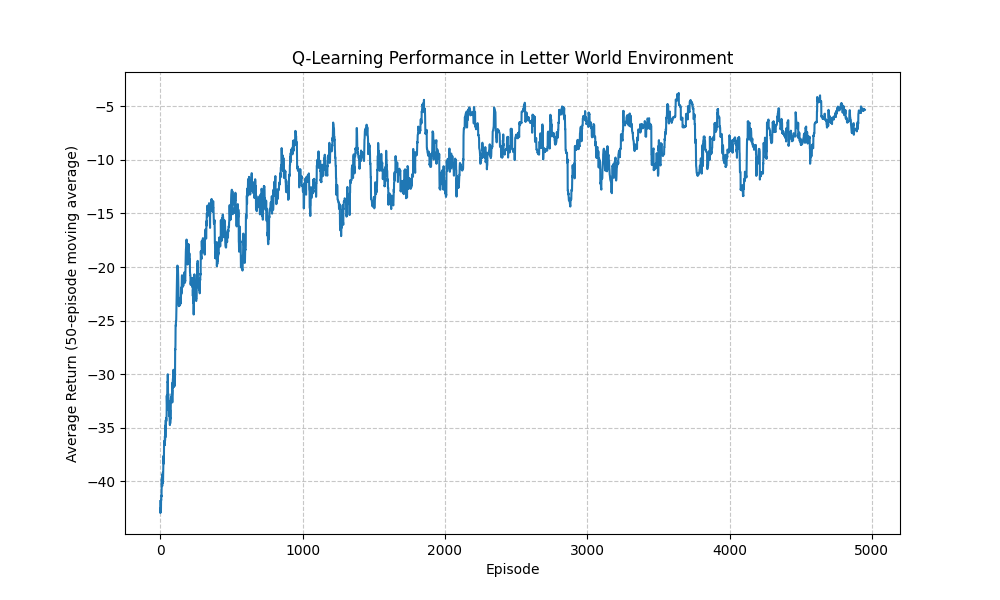 Q-Learning Performance in Letter World Environment
Average Return (50-episode moving average)
−5
−10
−15
−20
−25
−30
−35
−40
0 1000 2000 3000 4000 5000
Episode